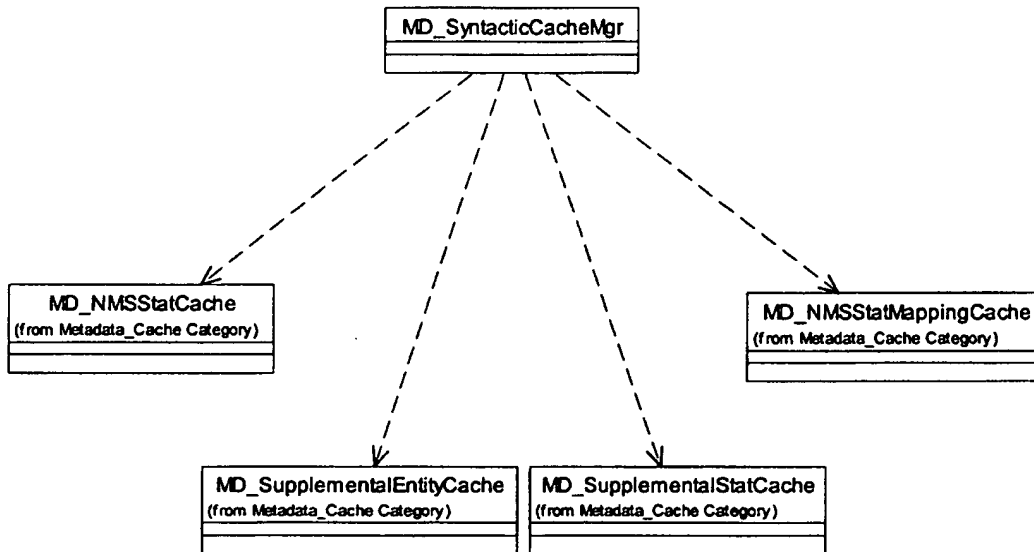 MD_SyntacticCacheMgr
MD_NMSStatCache
(from Metadata_Cache Category)
MD_NMSStatMappingCache
(from Metadata_Cache Category)
MD_SupplementalEntityCache
(from Metadata_Cache Category)
MD_SupplementalStatCache
(from Metadata_Cache Category)